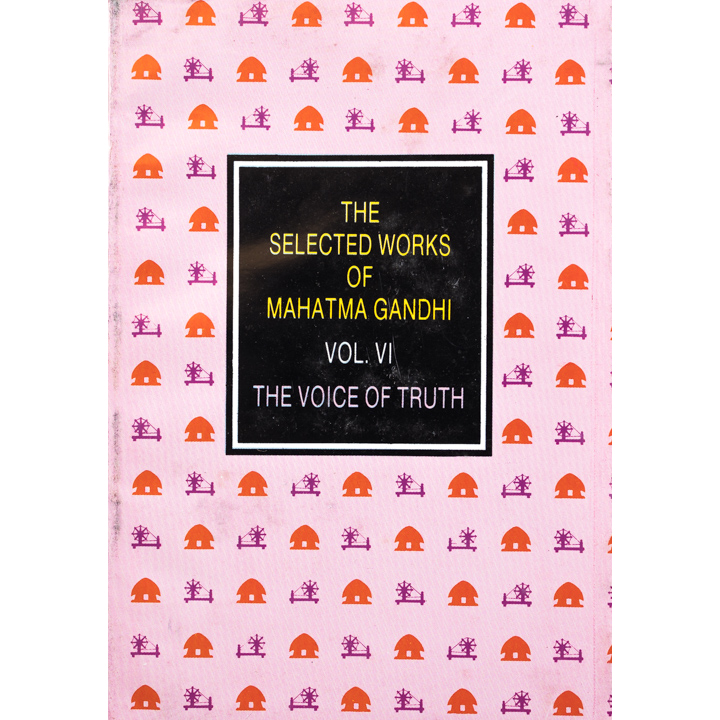 THE
SELECTED WORKS
OF
MAHATMA GANDHI
VOL. VI
THE VOICE OF TRUTH